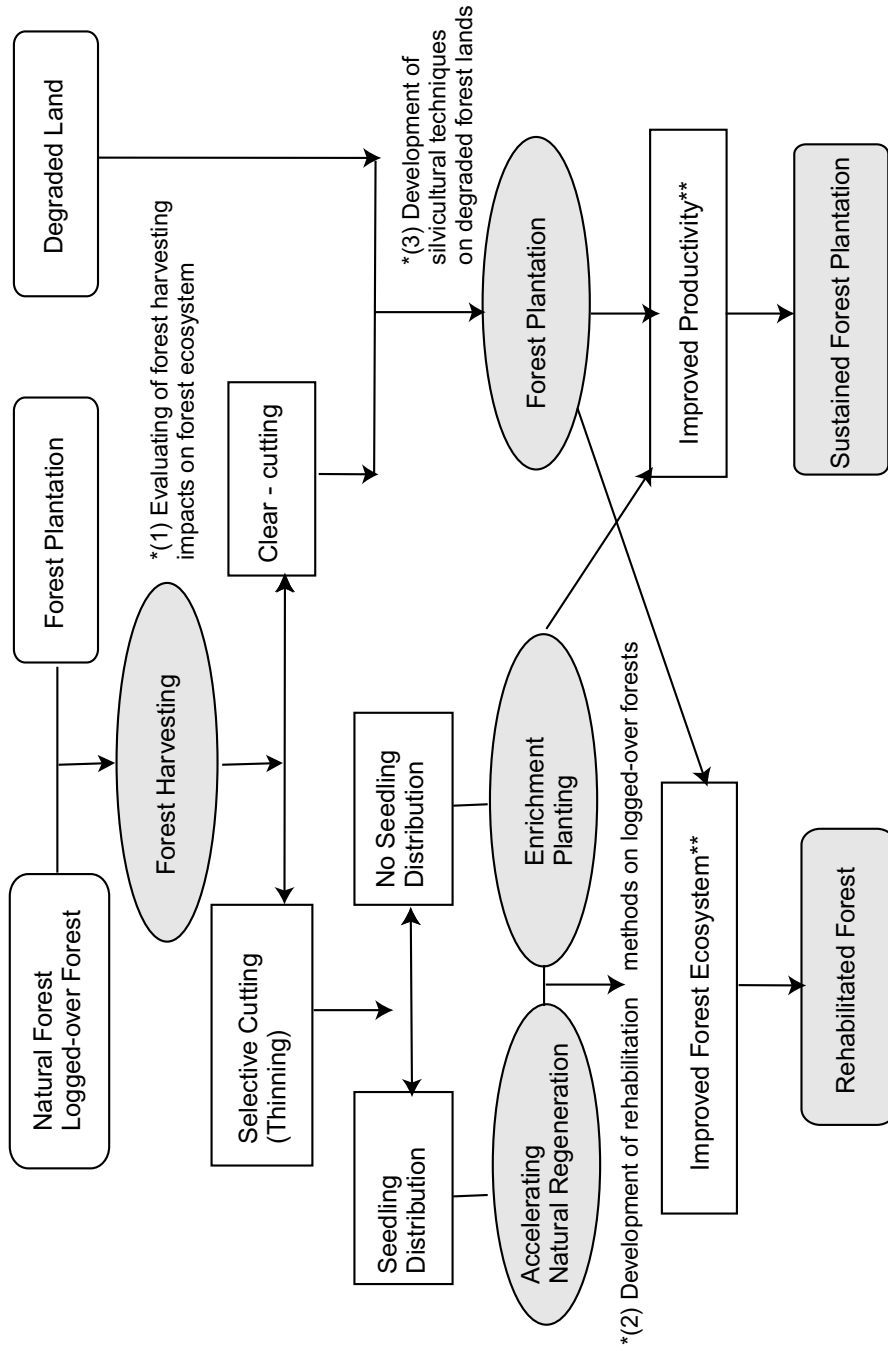 Natural Forest
Logged-over Forest
Forest Plantation
Degraded Land
Forest Harvesting
*(1) Evaluating of forest harvesting
impacts on forest ecosystem
Selective Cutting
(Thinning)
Clear - cutting
Seedling
Distribution
No Seedling
Distribution
*(3) Development of
silvicultural techniques
on degraded forest lands
Accelerating
Natural Regeneration
Enrichment
Planting
Forest Plantation
*(2) Development of rehabilitation methods on logged-over forests
Improved Forest Ecosystem**
Improved Productivity**
Rehabilitated Forest
Sustained Forest Plantation